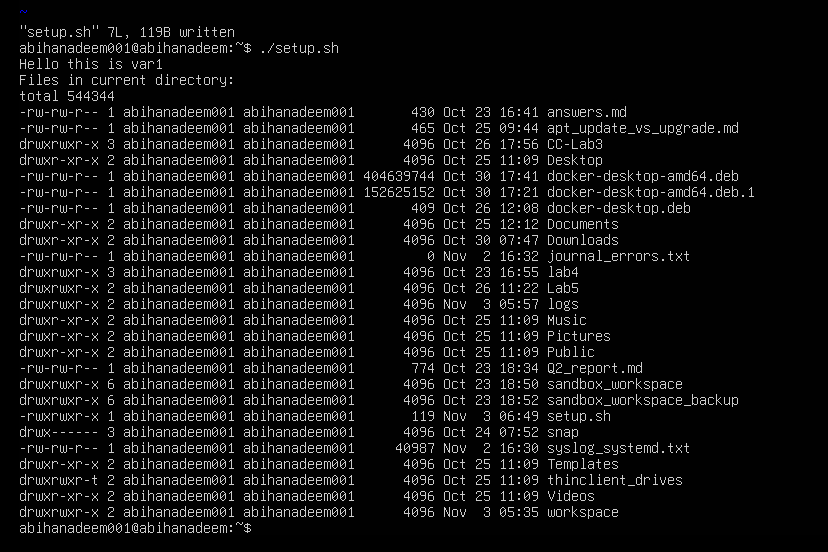 ~
"setup.sh" 7L, 119B written
abihanadeem001@abihanadeem:~$ ./setup.sh
Hello this is var1
Files in current directory:
total 544344
-rw-rw-r-- 1 abihanadeem001 abihanadeem001       430 Oct 23 16:41 answers.md
-rw-rw-r-- 1 abihanadeem001 abihanadeem001       465 Oct 25 09:44 apt_update_vs_upgrade.md
drwxrwxr-x 3 abihanadeem001 abihanadeem001      4096 Oct 26 17:56 CC-Lab3
drwxr-xr-x 2 abihanadeem001 abihanadeem001      4096 Oct 25 11:09 Desktop
-rw-rw-r-- 1 abihanadeem001 abihanadeem001 404639744 Oct 30 17:41 docker-desktop-amd64.deb
-rw-rw-r-- 1 abihanadeem001 abihanadeem001 152625152 Oct 30 17:21 docker-desktop-amd64.deb.1
-rw-rw-r-- 1 abihanadeem001 abihanadeem001       409 Oct 26 12:08 docker-desktop.deb
drwxr-xr-x 2 abihanadeem001 abihanadeem001      4096 Oct 25 12:12 Documents
drwxr-xr-x 2 abihanadeem001 abihanadeem001      4096 Oct 30 07:47 Downloads
-rw-rw-r-- 1 abihanadeem001 abihanadeem001         0 Nov  2 16:32 journal_errors.txt
drwxrwxr-x 3 abihanadeem001 abihanadeem001      4096 Oct 23 16:55 lab4
drwxrwxr-x 2 abihanadeem001 abihanadeem001      4096 Oct 26 11:22 Lab5
drwxrwxr-x 2 abihanadeem001 abihanadeem001      4096 Nov  3 05:57 logs
drwxr-xr-x 2 abihanadeem001 abihanadeem001      4096 Oct 25 11:09 Music
drwxr-xr-x 2 abihanadeem001 abihanadeem001      4096 Oct 25 11:09 Pictures
drwxr-xr-x 2 abihanadeem001 abihanadeem001      4096 Oct 25 11:09 Public
-rw-rw-r-- 1 abihanadeem001 abihanadeem001       774 Oct 23 18:34 Q2_report.md
drwxrwxr-x 6 abihanadeem001 abihanadeem001      4096 Oct 23 18:50 sandbox_workspace
drwxrwxr-x 6 abihanadeem001 abihanadeem001      4096 Oct 23 18:52 sandbox_workspace_backup
-rwxrwxr-x 1 abihanadeem001 abihanadeem001       119 Nov  3 06:49 setup.sh
drwx------ 3 abihanadeem001 abihanadeem001      4096 Oct 24 07:52 snap
-rw-rw-r-- 1 abihanadeem001 abihanadeem001     40987 Nov  2 16:30 syslog_systemd.txt
drwxr-xr-x 2 abihanadeem001 abihanadeem001      4096 Oct 25 11:09 Templates
drwxrwxr-t 2 abihanadeem001 abihanadeem001      4096 Oct 25 11:09 thinclient_drives
drwxr-xr-x 2 abihanadeem001 abihanadeem001      4096 Oct 25 11:09 Videos
drwxrwxr-x 2 abihanadeem001 abihanadeem001      4096 Nov  3 05:35 workspace
abihanadeem001@abihanadeem:~$